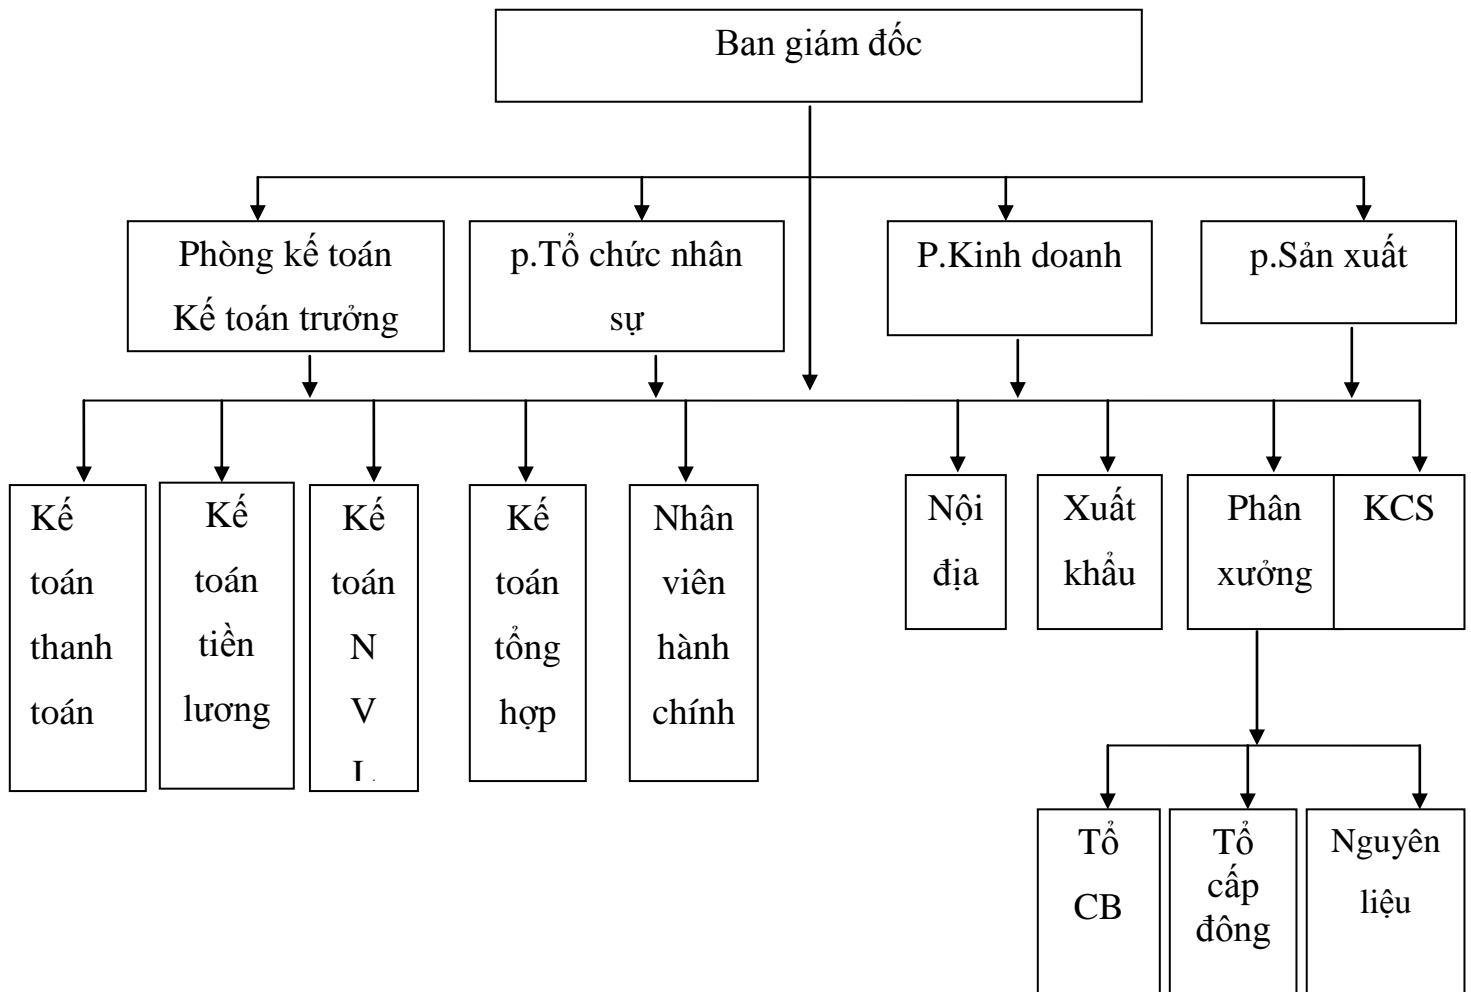 Ban giám đốc
Phòng kế toán
Kế toán trưởng
p.Tổ chức nhân
sự
P.Kinh doanh
p.Sản xuất
Kế
toán
thanh
toán
Kế
toán
tiền
lương
Kế
toán
N
V
L
Kế
toán
tổng
hợp
Nhân
viên
hành
chính
Nội
địa
Xuất
khẩu
Phân
xưởng
KCS
Tổ
CB
Tổ
cấp
đông
Nguyên
liệu